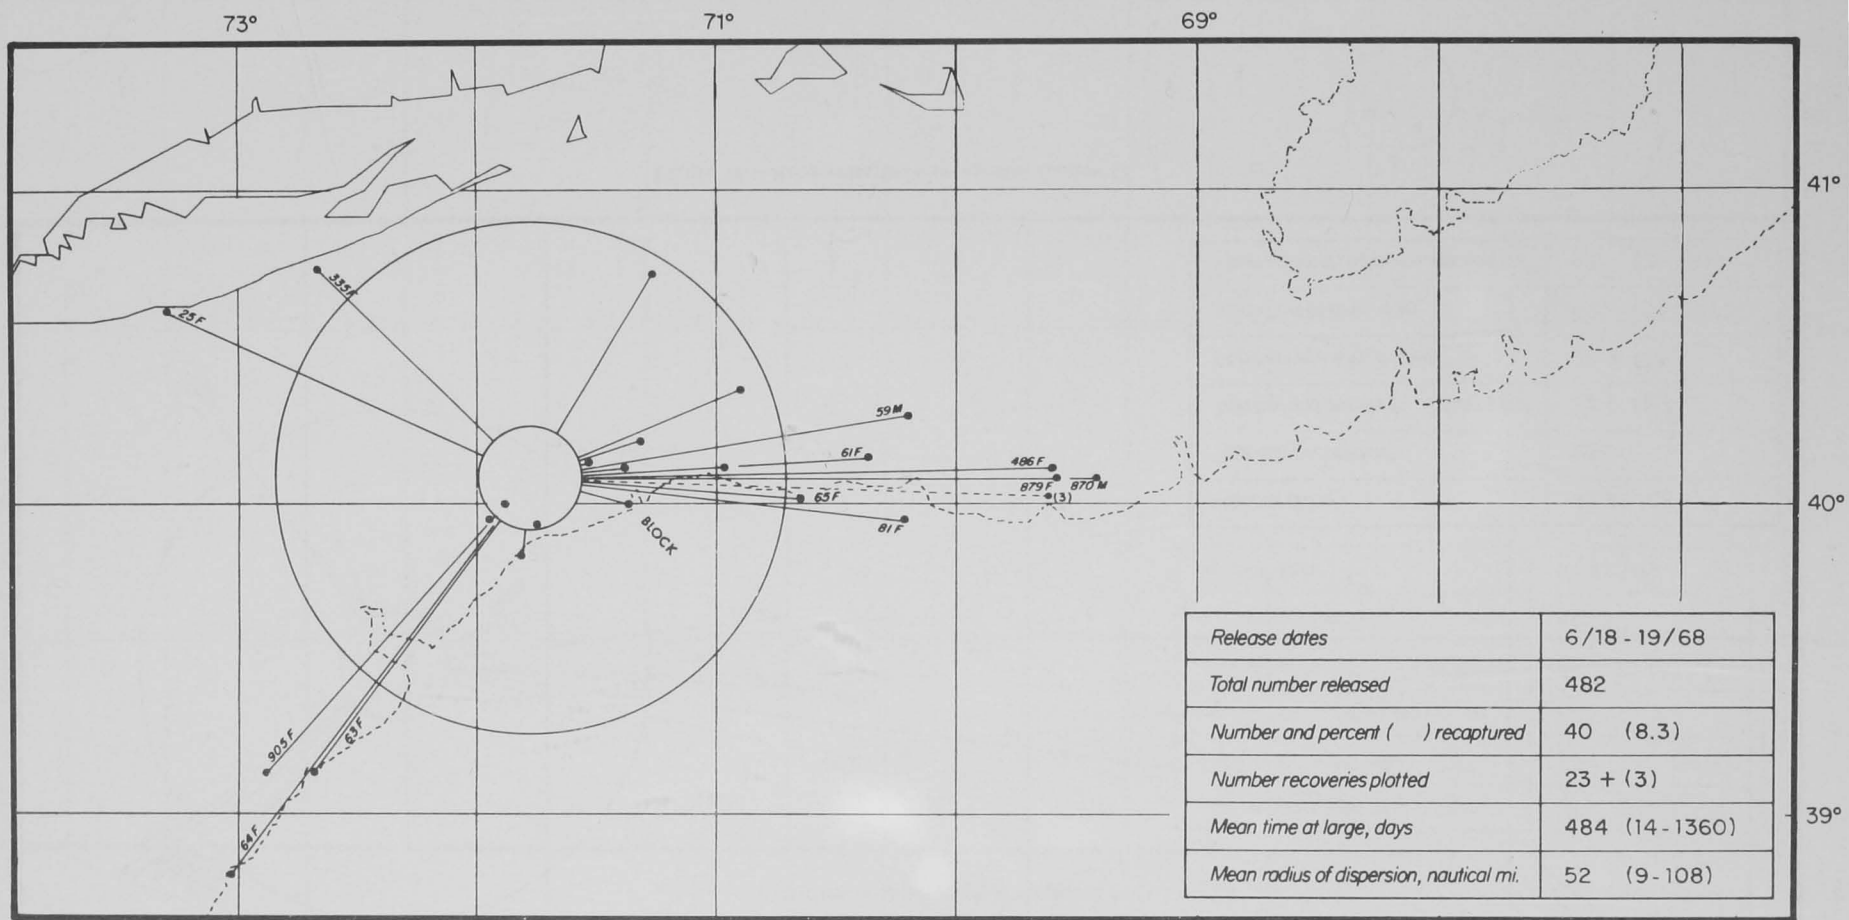 73° 71° 69°
41°
335F
25F
59M
61F
486F
879F 870M
(3)
65F
40°
81F
BLOCK
905F
63F
64F
39°
Release dates 6/18-19/68
Total number released 482
Number and percent ( ) recaptured 40 (8.3)
Number recoveries plotted 23 + (3)
Mean time at large, days 484 (14-1360)
Mean radius of dispersion, nautical mi. 52 (9-108)